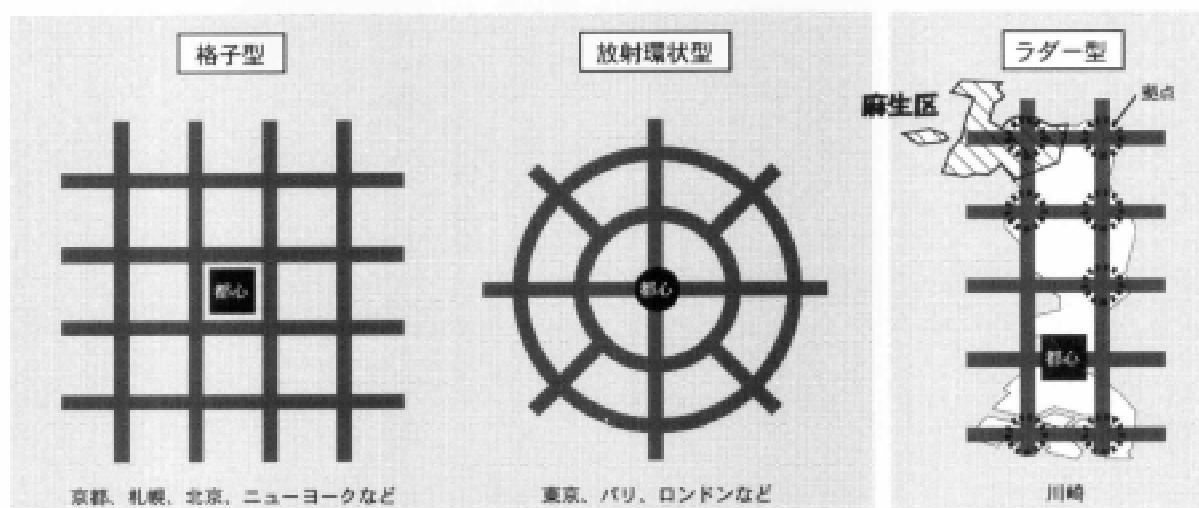 格子型
都心
京都、札幌、北京、ニューヨークなど
放射環状型
都心
東京、パリ、ロンドンなど
ラダー型
麻生区
拠点
都心
川崎